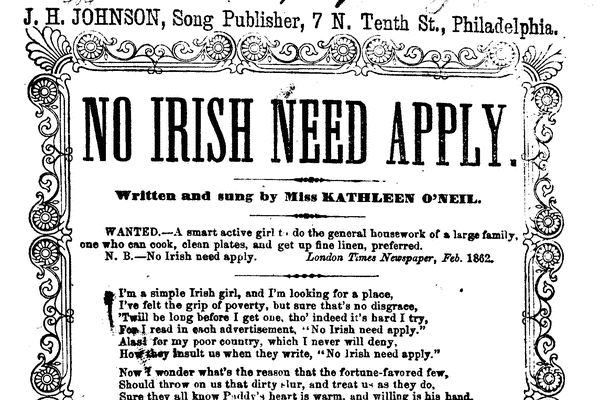 J. H. JOHNSON, Song Publisher, 7 N. Tenth St., Philadelphia.
NO IRISH NEED APPLY.
Written and sung by Miss KATHLEEN O'NEIL.
WANTED.—A smart active girl to do the general housework of a large family,
one who can cook, clean plates, and get up fine linen, preferred.
N. B.—No Irish need apply. London Times Newspaper, Feb. 1862.
I'm a simple Irish girl, and I'm looking for a place,
I've felt the grip of poverty, but sure that's no disgrace,
'Twill be long before I get one, tho' indeed it's hard I try,
For I read in each advertisement, "No Irish need apply."
Alas! for my poor country, which I never will deny,
How they insult us when they write, "No Irish need apply."
Now I wonder what's the reason that the fortune-favored few,
Should throw on us that dirty slur, and treat us as they do,
Sure they all know Paddy's heart is warm, and willing is his hand,